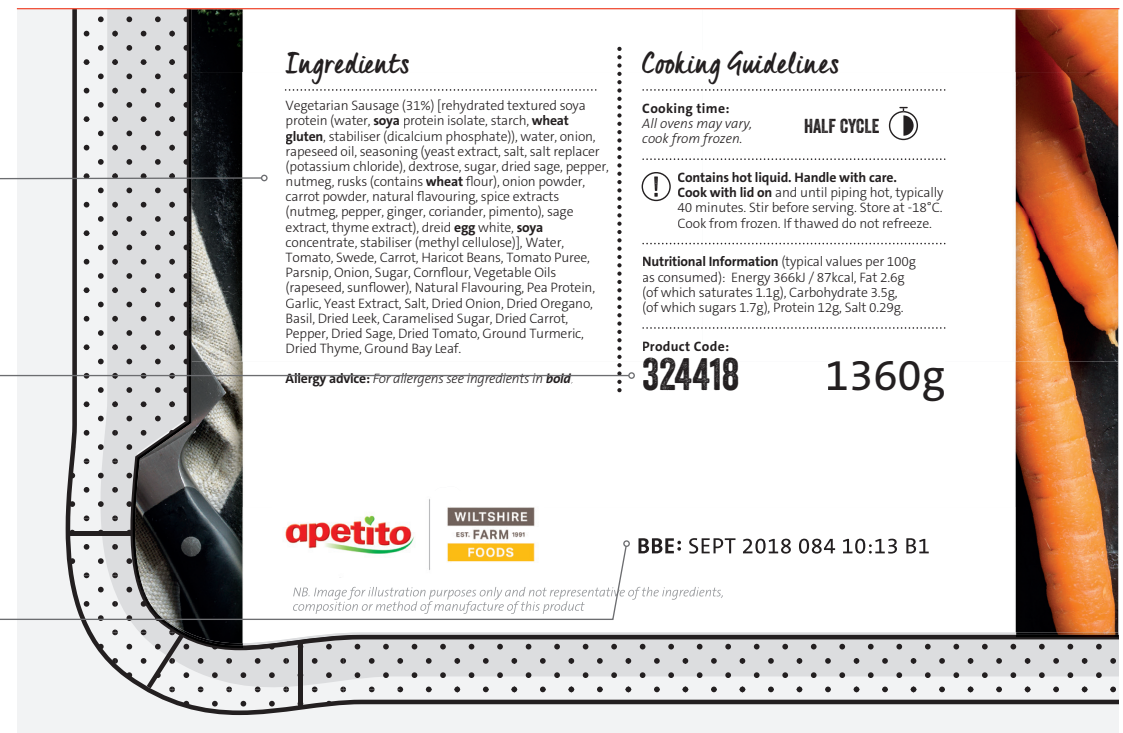 Ingredients
Vegetarian Sausage (31%) [rehydrated textured soya
protein (water, soya protein isolate, starch, wheat
gluten, stabiliser (dicalcium phosphate)), water, onion,
rapeseed oil, seasoning (yeast extract, salt, salt replacer
(potassium chloride), dextrose, sugar, dried sage, pepper,
nutmeg, rusks (contains wheat flour), onion powder,
carrot powder, natural flavouring, spice extracts
(nutmeg, pepper, ginger, coriander, pimento), sage
extract, thyme extract), dreid egg white, soya
concentrate, stabiliser (methyl cellulose)], Water,
Tomato, Swede, Carrot, Haricot Beans, Tomato Puree,
Parsnip, Onion, Sugar, Cornflour, Vegetable Oils
(rapeseed, sunflower), Natural Flavouring, Pea Protein,
Garlic, Yeast Extract, Salt, Dried Onion, Dried Oregano,
Basil, Dried Leek, Caramelised Sugar, Dried Carrot,
Pepper, Dried Sage, Dried Tomato, Ground Turmeric,
Dried Thyme, Ground Bay Leaf.
Allergy advice: For allergens see ingredients in bold.
Cooking Guidelines
Cooking time:
All ovens may vary,
cook from frozen.
HALF CYCLE
Contains hot liquid. Handle with care.
Cook with lid on and until piping hot, typically
40 minutes. Stir before serving. Store at -18°C.
Cook from frozen. If thawed do not refreeze.
Nutritional Information (typical values per 100g
as consumed): Energy 366kJ / 87kcal, Fat 2.6g
(of which saturates 1.1g), Carbohydrate 3.5g,
(of which sugars 1.7g), Protein 12g, Salt 0.29g.
Product Code:
324418
1360g
apetito
WILTSHIRE
EST. FARM 1991
FOODS
BBE: SEPT 2018 084 10:13 B1
NB. Image for illustration purposes only and not representative of the ingredients,
composition or method of manufacture of this product